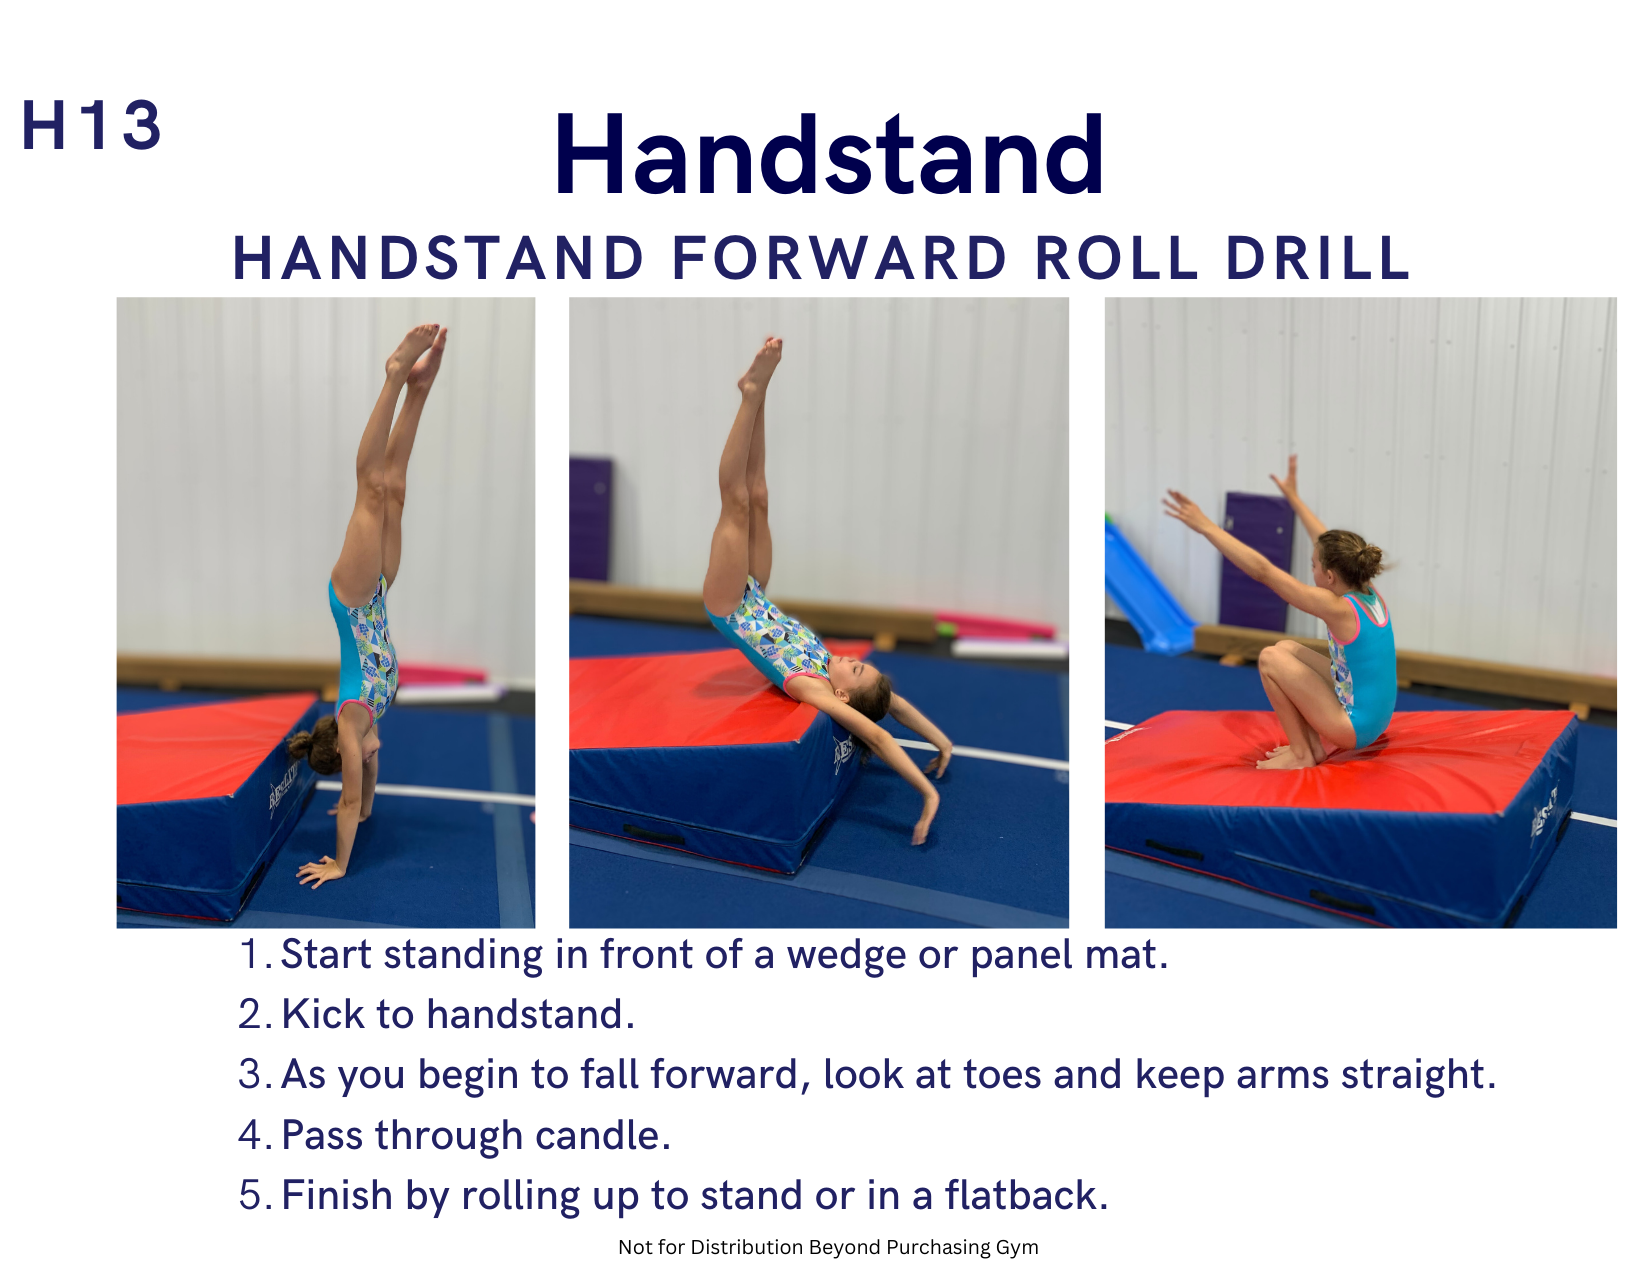 H13
Handstand
HANDSTAND FORWARD ROLL DRILL
1. Start standing in front of a wedge or panel mat.
2. Kick to handstand.
3. As you begin to fall forward, look at toes and keep arms straight.
4. Pass through candle.
5. Finish by rolling up to stand or in a flatback.
Not for Distribution Beyond Purchasing Gym